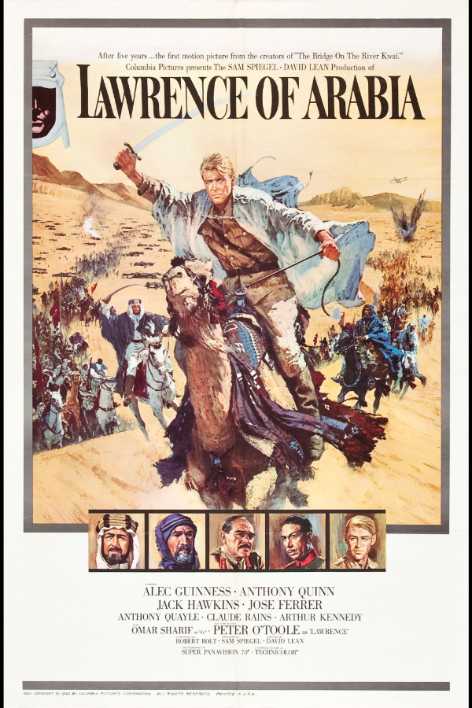 After five years ... the first motion picture from the creators of "The Bridge On The River Kwai."
Columbia Pictures presents The SAM SPIEGEL · DAVID LEAN Production of
LAWRENCE OF ARABIA
ALEC GUINNESS · ANTHONY QUINN
JACK HAWKINS · JOSE FERRER
ANTHONY QUAYLE · CLAUDE RAINS · ARTHUR KENNEDY
OMAR SHARIF PETER O'TOOLE as 'LAWRENCE'
ROBERT BOLT · SAM SPIEGEL · DAVID LEAN
SUPER PANAVISION 70 · TECHNICOLOR